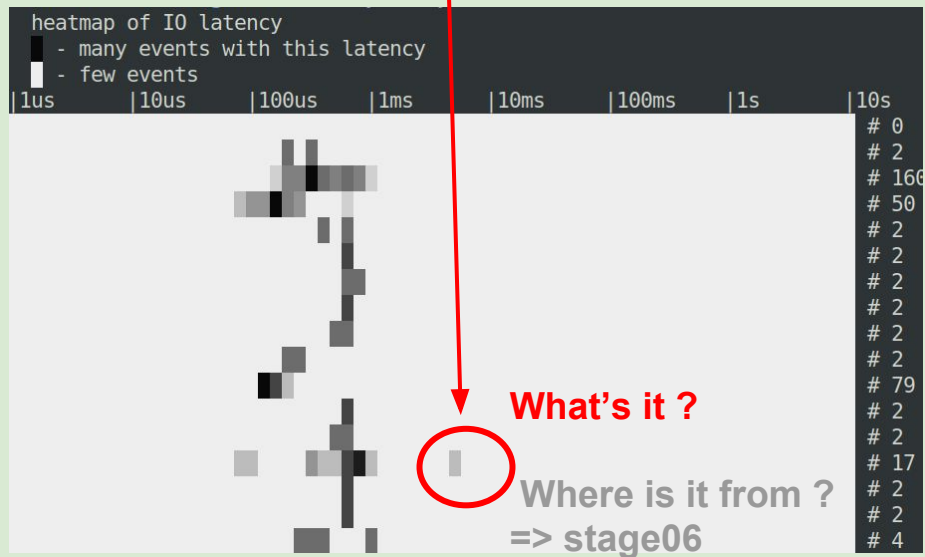 heatmap of IO latency
- many events with this latency
- few events
|1us |10us |100us |1ms |10ms |100ms |1s |10s
# 0
# 2
# 160
# 50
# 2
# 2
# 2
# 2
# 2
# 2
# 79
# 2
# 2
# 17
# 2
# 2
# 4
What's it ?
Where is it from ?
=> stage06